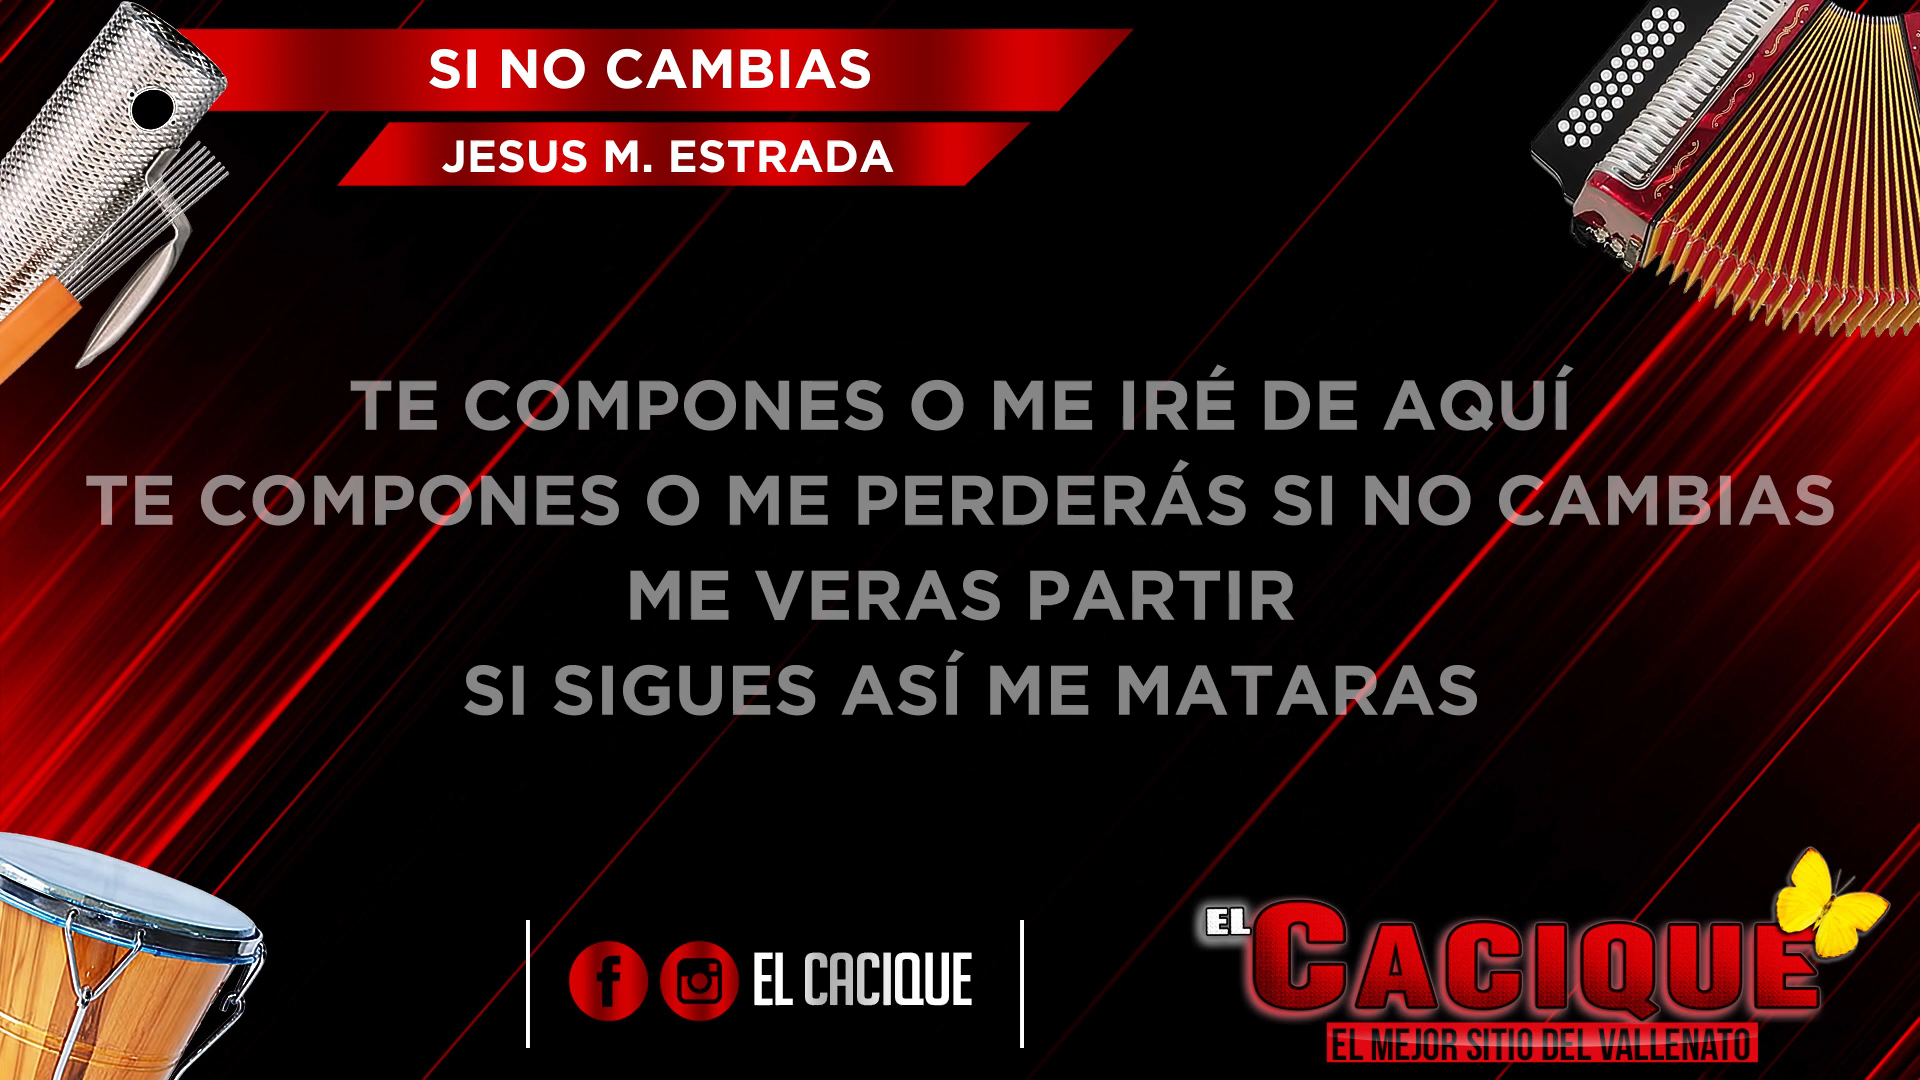 SI NO CAMBIAS
JESUS M. ESTRADA
TE COMPONES O ME IRÉ DE AQUÍ
TE COMPONES O ME PERDERÁS SI NO CAMBIAS
ME VERAS PARTIR
SI SIGUES ASÍ ME MATARAS
EL CACIQUE
EL CACIQUE
EL MEJOR SITIO DEL VALLENATO